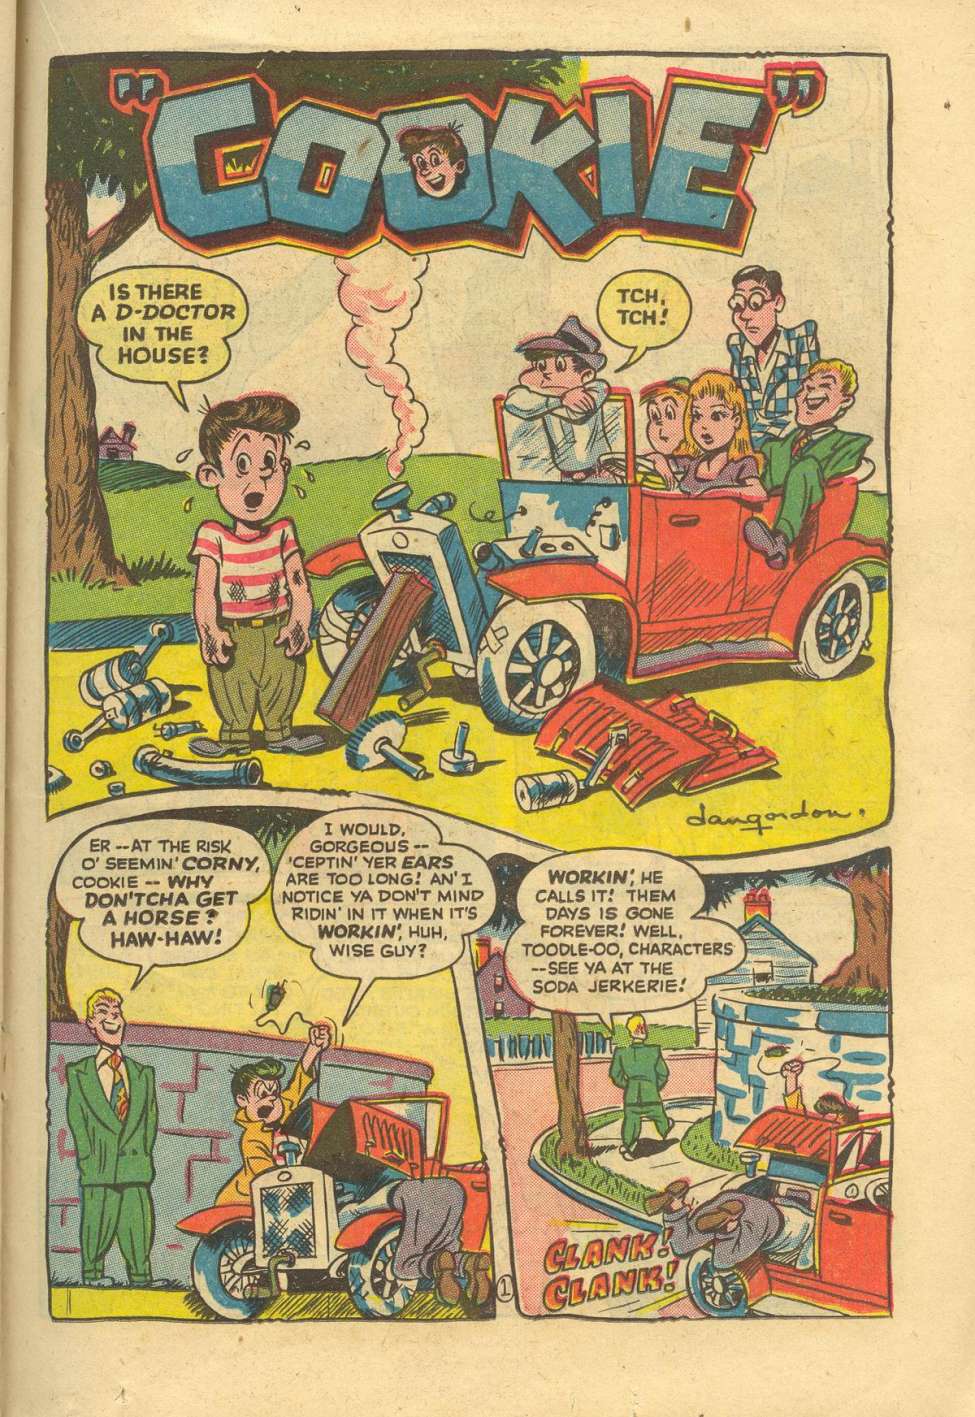 "COOKIE"
IS THERE
A D-DOCTOR
IN THE
HOUSE?
TCH,
TCH!
dangordon.
ER--AT THE RISK
O' SEEMIN' CORNY,
COOKIE -- WHY
DON'TCHA GET
A HORSE?
HAW-HAW!
I WOULD,
GORGEOUS --
'CEPTIN' YER EARS
ARE TOO LONG! AN' I
NOTICE YA DON'T MIND
RIDIN' IN IT WHEN IT'S
WORKIN', HUH,
WISE GUY?
WORKIN', HE
CALLS IT! THEM
DAYS IS GONE
FOREVER! WELL,
TOODLE-OO, CHARACTERS
--SEE YA AT THE
SODA JERKERIE!
CLANK!
CLANK!
1